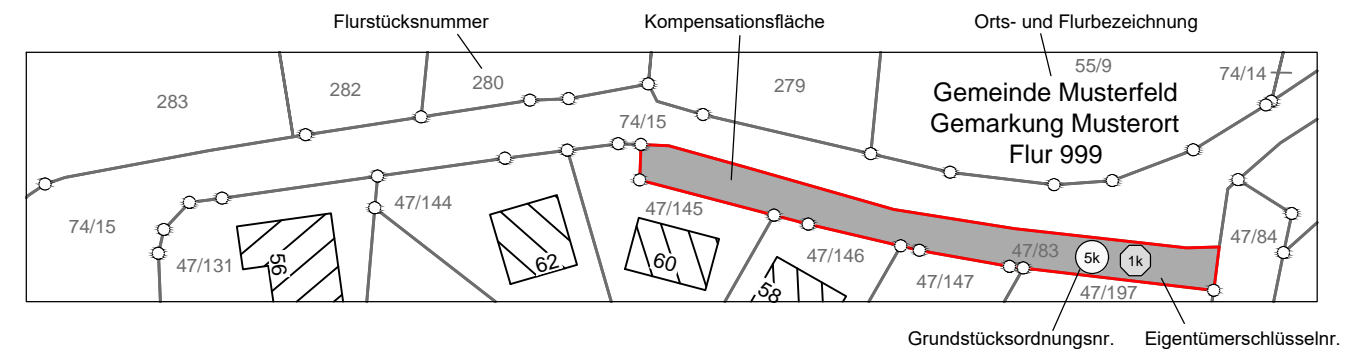 Flurstücksnummer
Kompensationsfläche
Orts- und Flurbezeichnung
283
282
280
279
55/9
74/14
Gemeinde Musterfeld
Gemarkung Musterort
Flur 999
74/15
74/15
47/144
47/145
47/131
56
62
60
58
47/146
47/147
47/83
5k
1k
47/84
47/197
Grundstücksordnungsnr.
Eigentümerschlüsselnr.